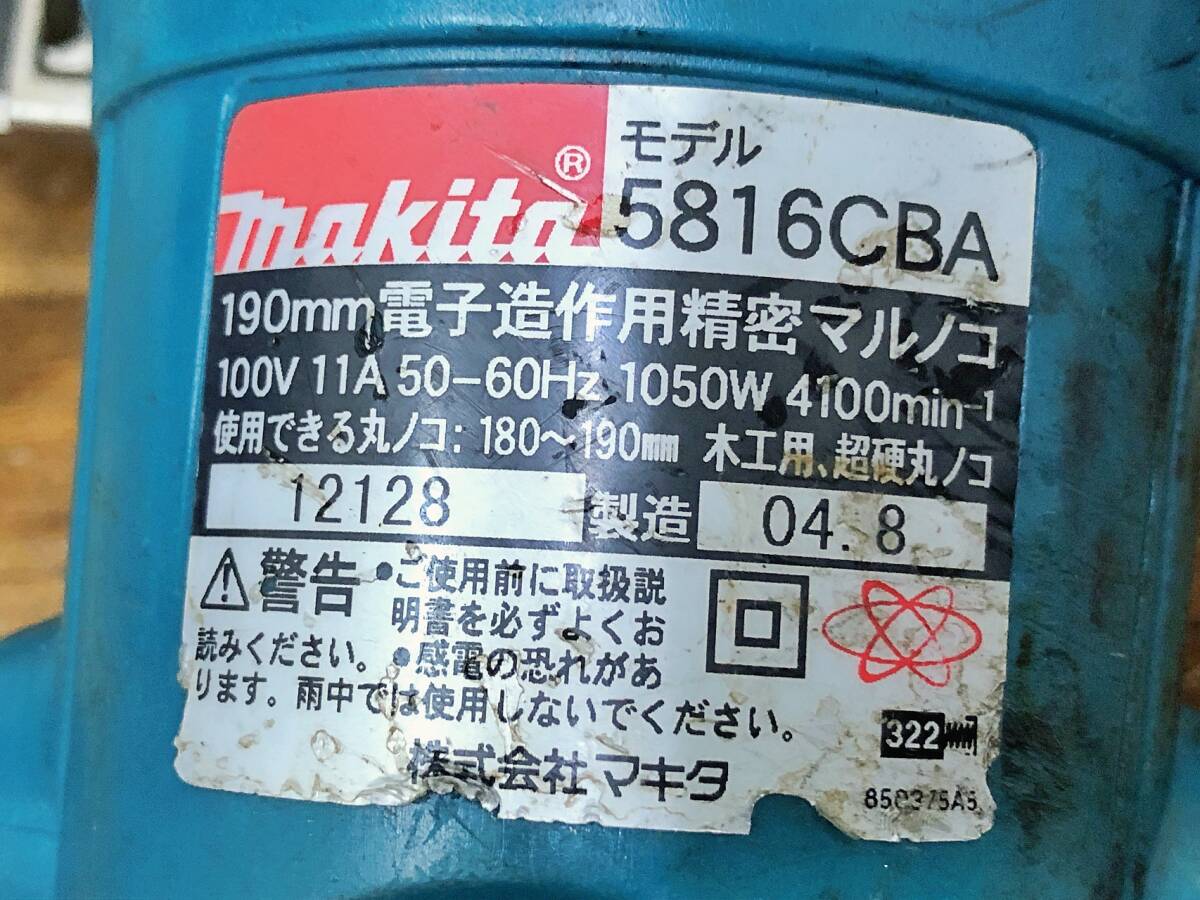 makita®
モデル
5816CBA
190mm電子造作用精密マルノコ
100V 11A 50-60Hz 1050W 4100min-1
使用できる丸ノコ: 180〜190mm 木工用、超硬丸ノコ
12128 製造 04. 8
警告
•ご使用前に取扱説
明書を必ずよくお
読みください。•感電の恐れがあ
ります。雨中では使用しないでください。
株式会社マキタ
322